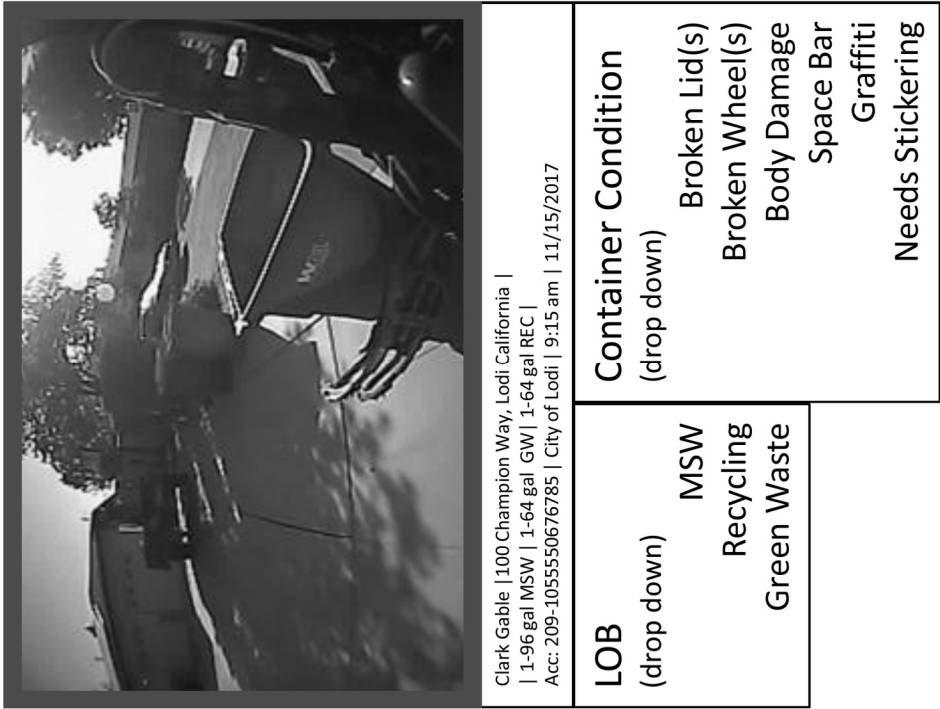 Clark Gable | 100 Champion Way, Lodi California |
| 1-96 gal MSW | 1-64 gal GW | 1-64 gal REC |
Acc: 209-1055550676785 | City of Lodi | 9:15 am | 11/15/2017
LOB
(drop down)
MSW
Recycling
Green Waste
Container Condition
(drop down)
Broken Lid(s)
Broken Wheel(s)
Body Damage
Space Bar
Graffiti
Needs Stickering